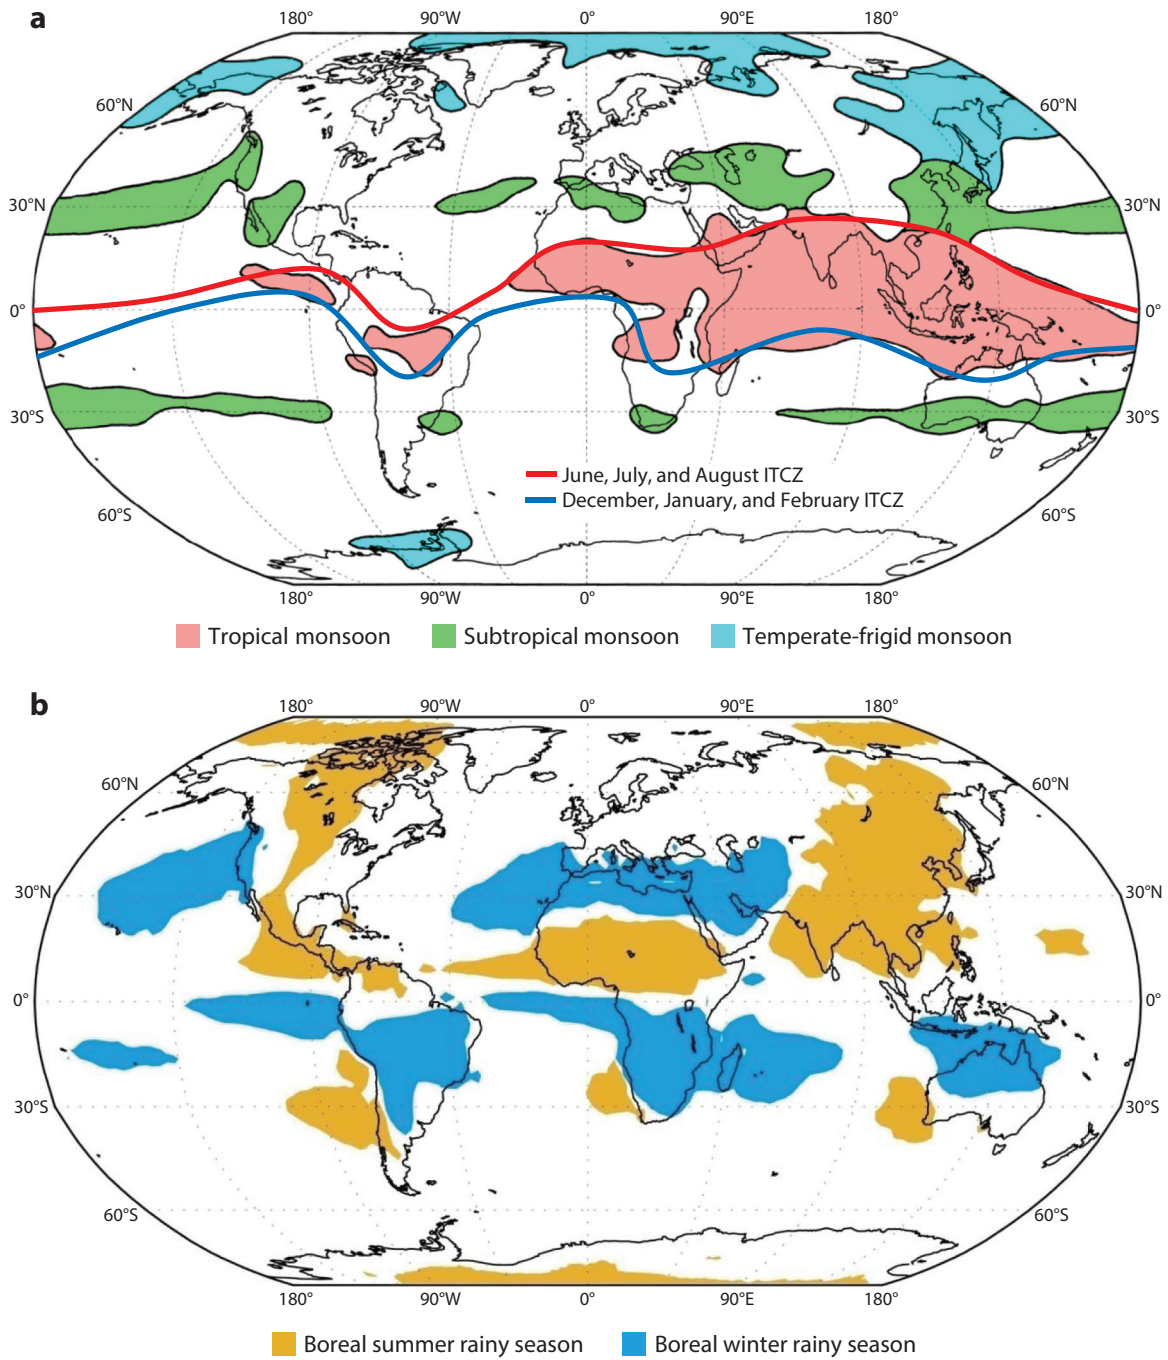 a
180° 90°W 0° 90°E 180°
60°N 60°N
30°N 30°N
0° 0°
30°S 30°S
June, July, and August ITCZ
December, January, and February ITCZ
60°S 60°S
180° 90°W 0° 90°E 180°
Tropical monsoon Subtropical monsoon Temperate-frigid monsoon
b
180° 90°W 0° 90°E 180°
60°N 60°N
30°N 30°N
0° 0°
30°S 30°S
60°S 60°S
180° 90°W 0° 90°E 180°
Boreal summer rainy season Boreal winter rainy season